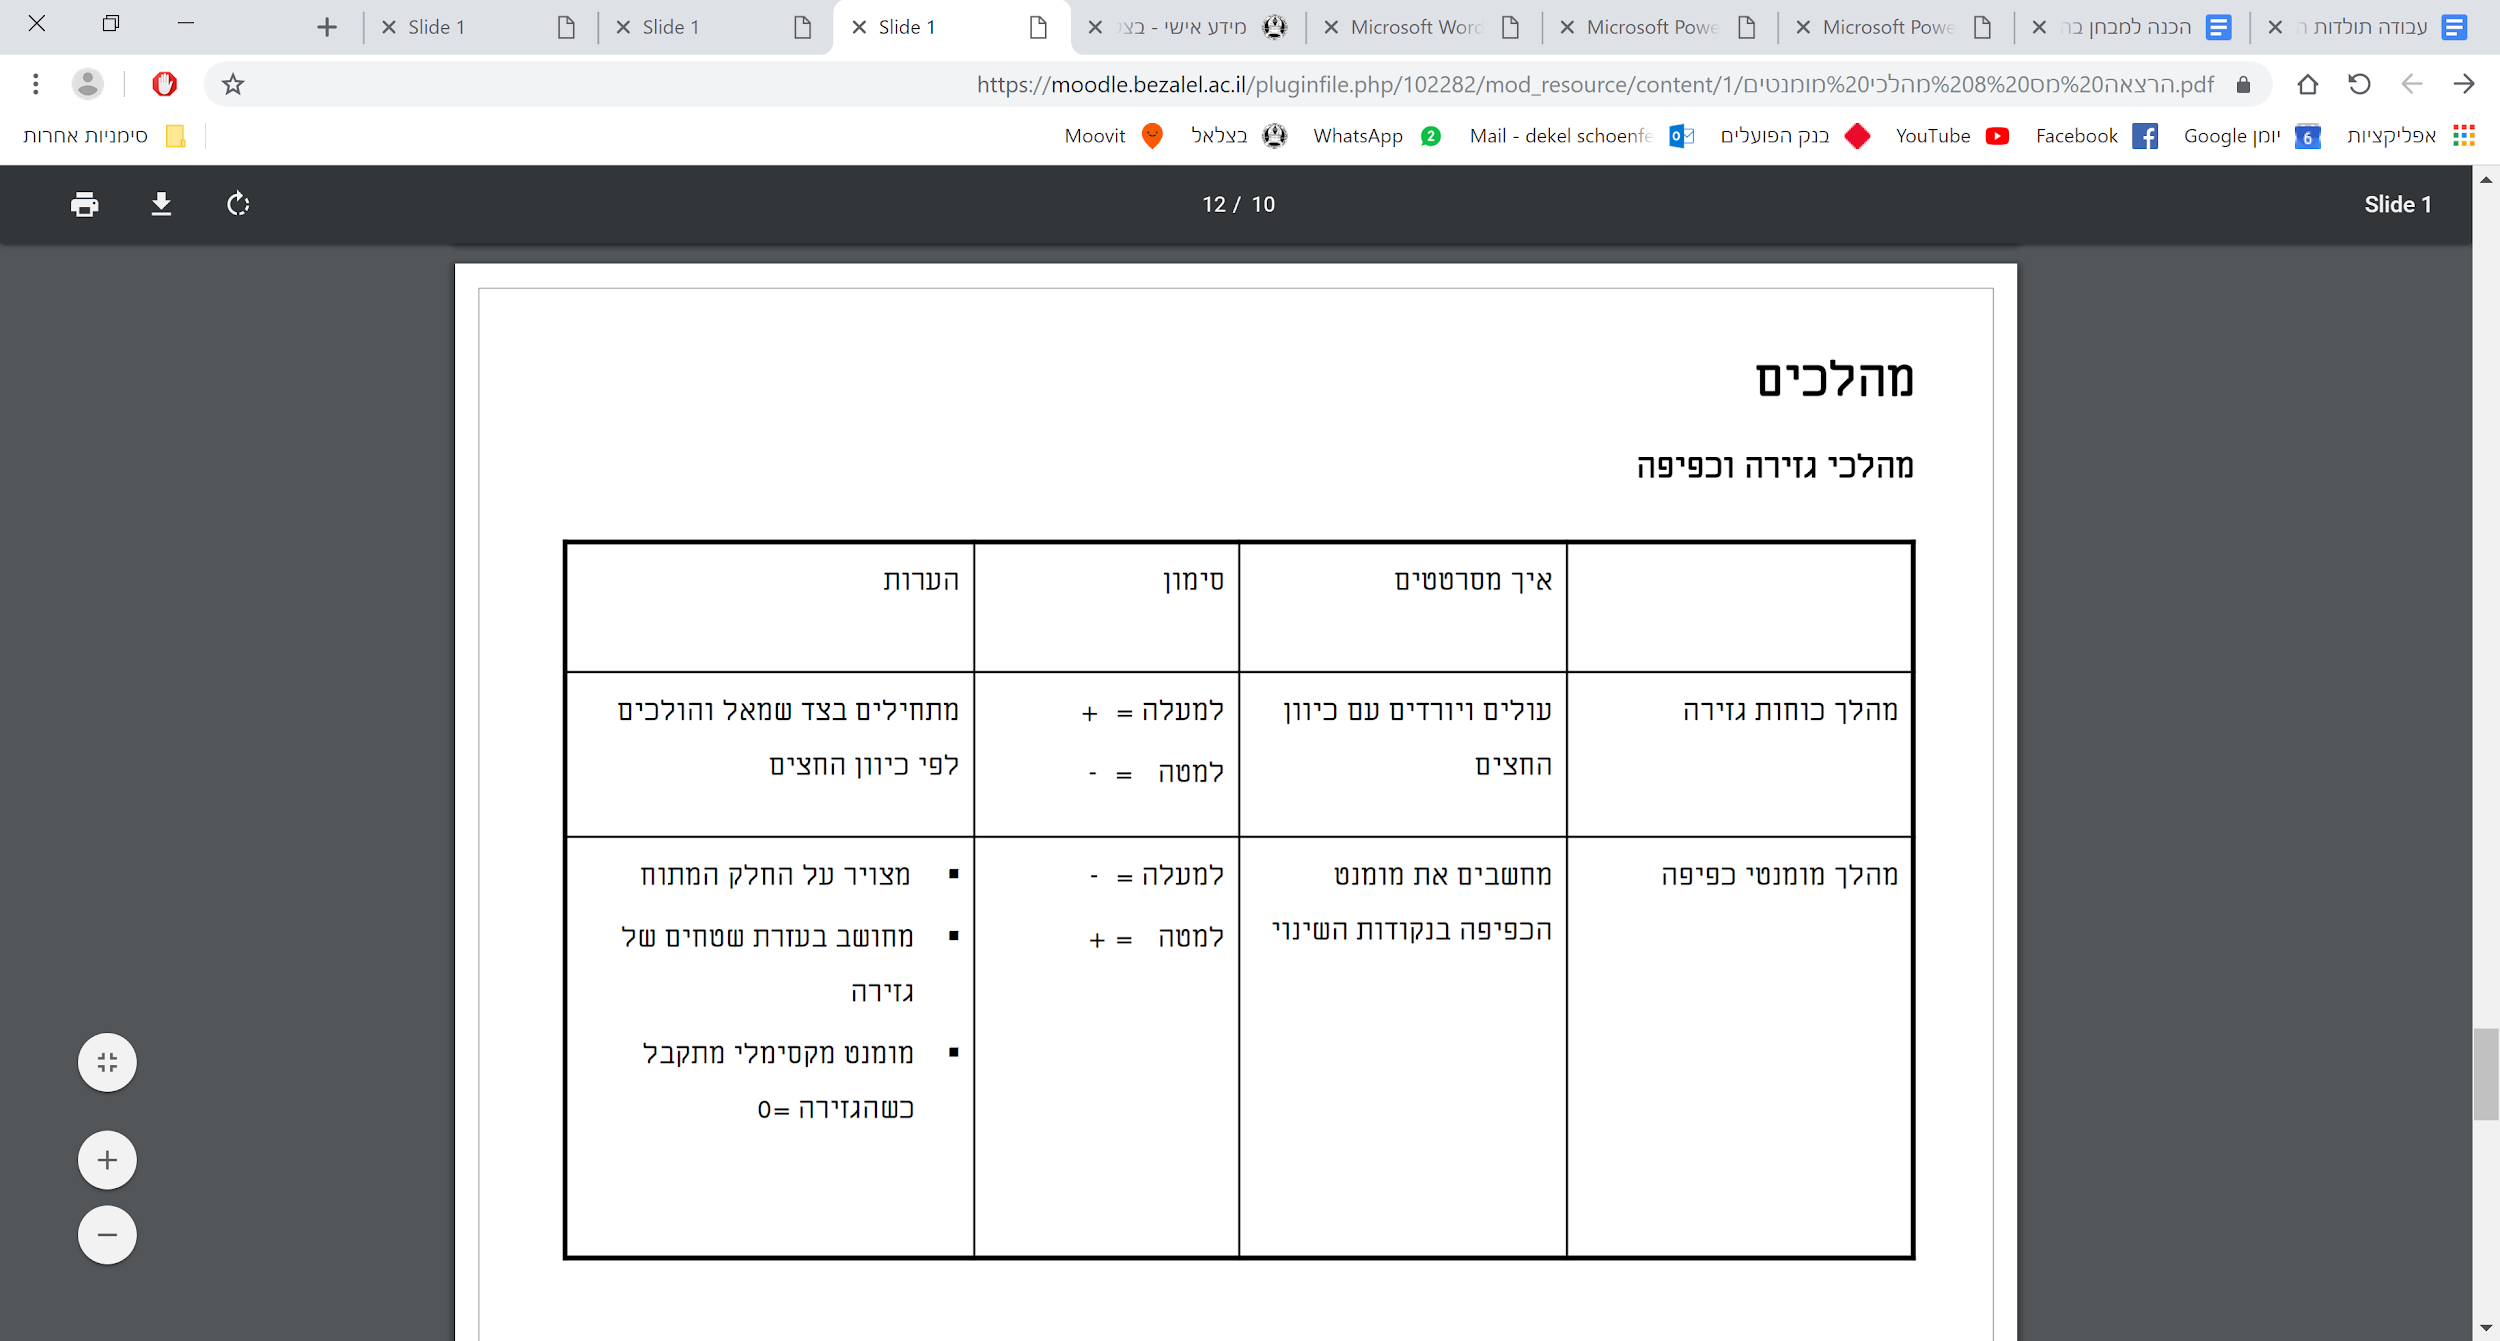 Slide 1
Slide 1
Slide 1
מידע אישי - בצל
Microsoft Word
Microsoft Powe
Microsoft Powe
הכנה למבחן בה
עבודה תולדות
https://moodle.bezalel.ac.il/pluginfile.php/102282/mod_resource/content/1/הרצאה%20מס%208%20מהלכי%20מומנטים.pdf
אפליקציות
יומן Google
Facebook
YouTube
בנק הפועלים
Mail - dekel schoenfe
WhatsApp
2
בצלאל
Moovit
סימניות אחרות
Slide 1
12 / 10
מהלכים
מהלכי גזירה וכפיפה
איך מסרטטים
סימון
הערות
מהלך כוחות גזירה
עולים ויורדים עם כיוון
החצים
למעלה = +
למטה = -
מתחילים בצד שמאל והולכים
לפי כיוון החצים
מהלך מומנטי כפיפה
מחשבים את מומנט
הכפיפה בנקודות השינוי
למעלה = -
למטה = +
▪ מצויר על החלק המתוח
▪ מחושב בעזרת שטחים של
גזירה
▪ מומנט מקסימלי מתקבל
כשהגזירה =0